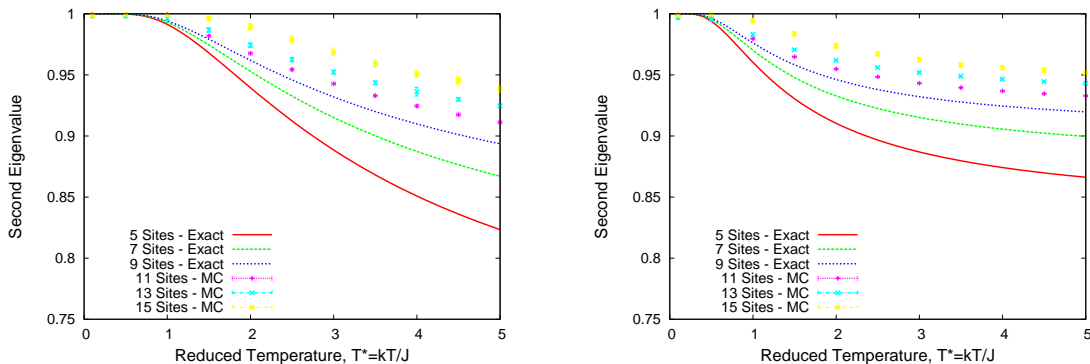 1
0.95
0.9
0.85
0.8
0.75
0 1 2 3 4 5
Second Eigenvalue
Reduced Temperature, T*=kT/J
5 Sites - Exact
7 Sites - Exact
9 Sites - Exact
11 Sites - MC
13 Sites - MC
15 Sites - MC
1
0.95
0.9
0.85
0.8
0.75
0 1 2 3 4 5
Second Eigenvalue
Reduced Temperature, T*=kT/J
5 Sites - Exact
7 Sites - Exact
9 Sites - Exact
11 Sites - MC
13 Sites - MC
15 Sites - MC